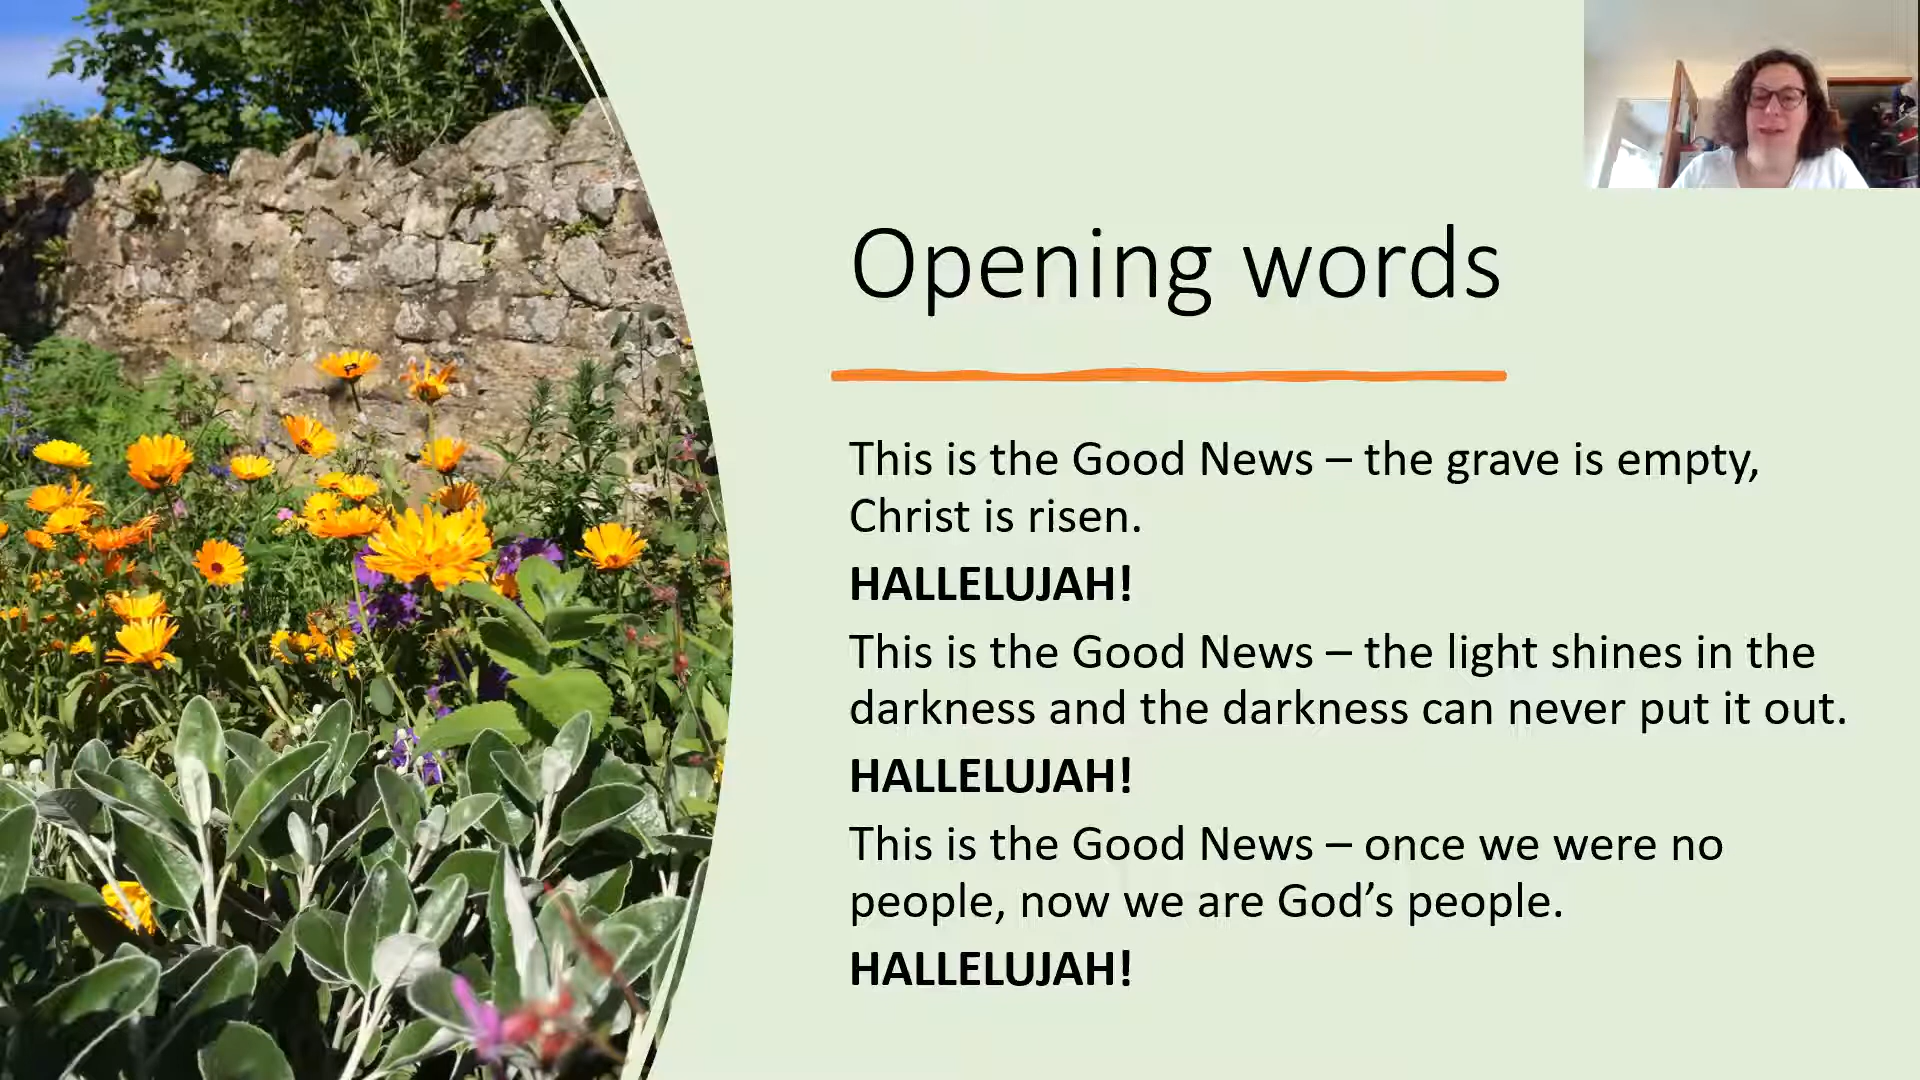 Opening words
This is the Good News – the grave is empty,
Christ is risen.
HALLELUJAH!
This is the Good News – the light shines in the
darkness and the darkness can never put it out.
HALLELUJAH!
This is the Good News – once we were no
people, now we are God’s people.
HALLELUJAH!